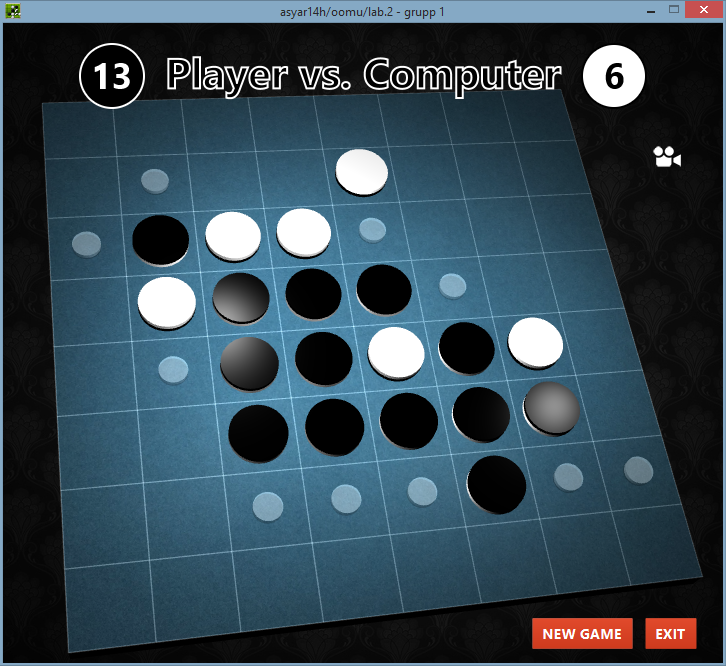 asyar14h/oomu/lab.2 - grupp 1
13 Player vs. Computer 6
NEW GAME EXIT